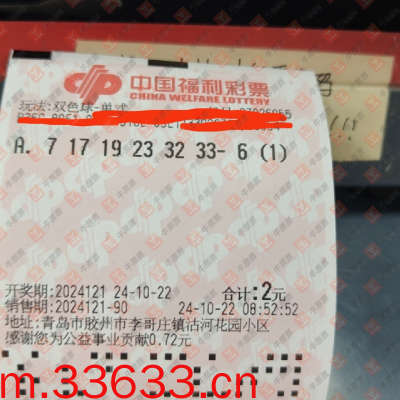 中国福利彩票
CHINA WELFARE LOTTERY
玩法:双色球-单式
A. 7 17 19 23 32 33- 6 (1)
开奖期:2024121 24-10-22 合计:2元
销售期:2024121-90 24-10-22 08:52:52
地址:青岛市胶州市李哥庄镇沽河花园小区
感谢您为公益事业贡献0.72元
m.33633.cn